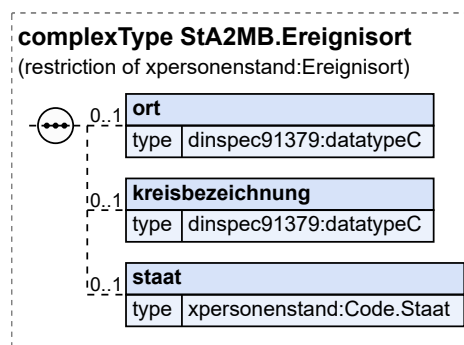 complexType StA2MB.Ereignisort
(restriction of xpersonenstand:Ereignisort)
0..1 ort
type dinspec91379:datatypeC
0..1 kreisbezeichnung
type dinspec91379:datatypeC
0..1 staat
type xpersonenstand:Code.Staat